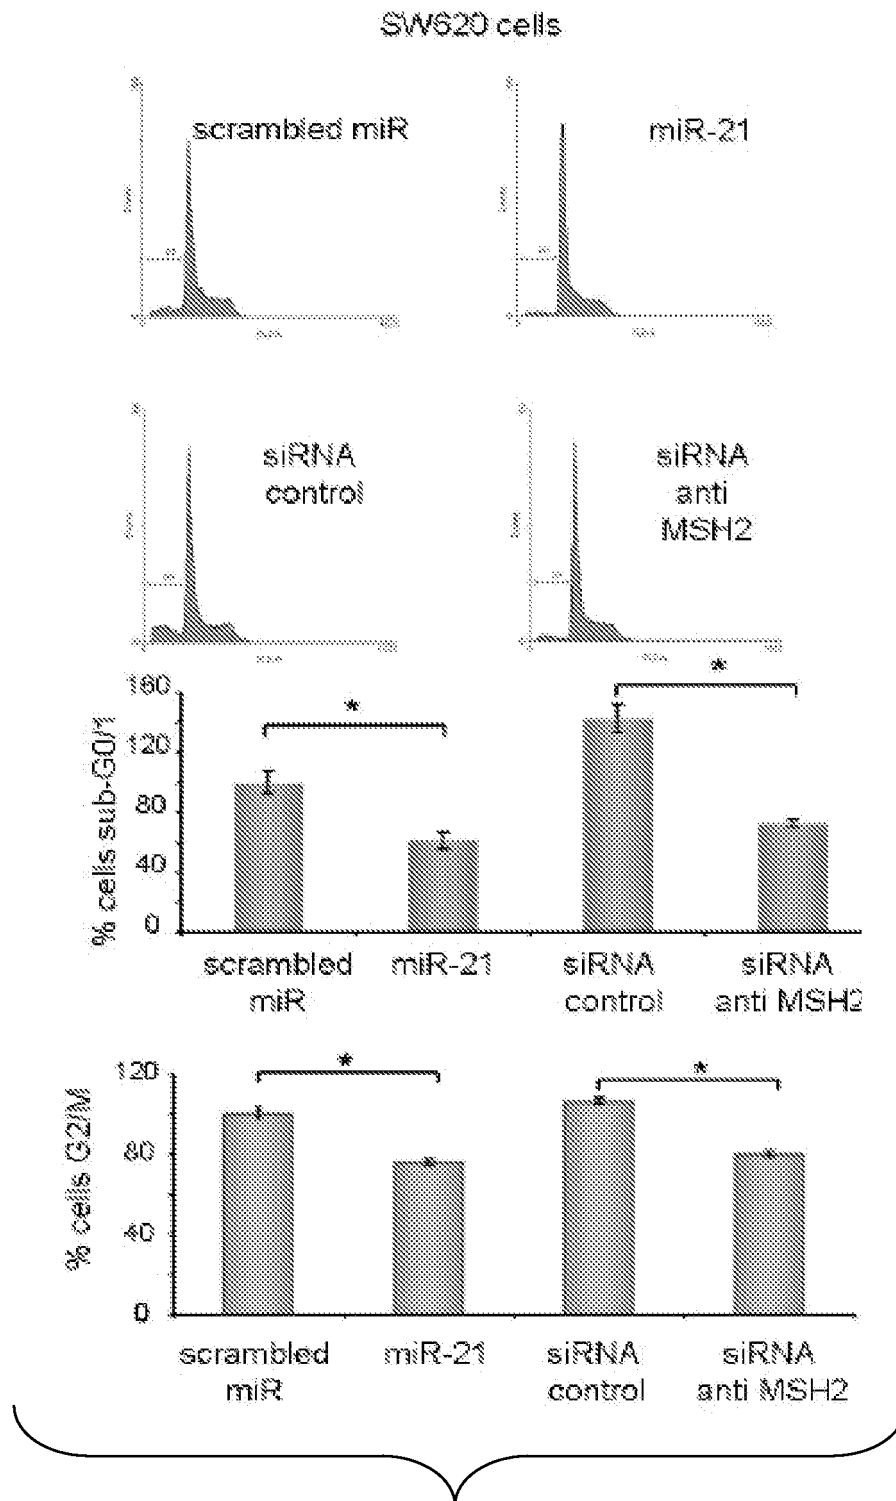 SW620 cells
scrambled miR
miR-21
siRNA
control
siRNA
anti
MSH2
% cells sub-G0/1
160
120
80
40
0
*
*
scrambled
miR
miR-21
siRNA
control
siRNA
anti MSH2
% cells G2/M
120
80
40
0
*
*
scrambled
miR
miR-21
siRNA
control
siRNA
anti MSH2